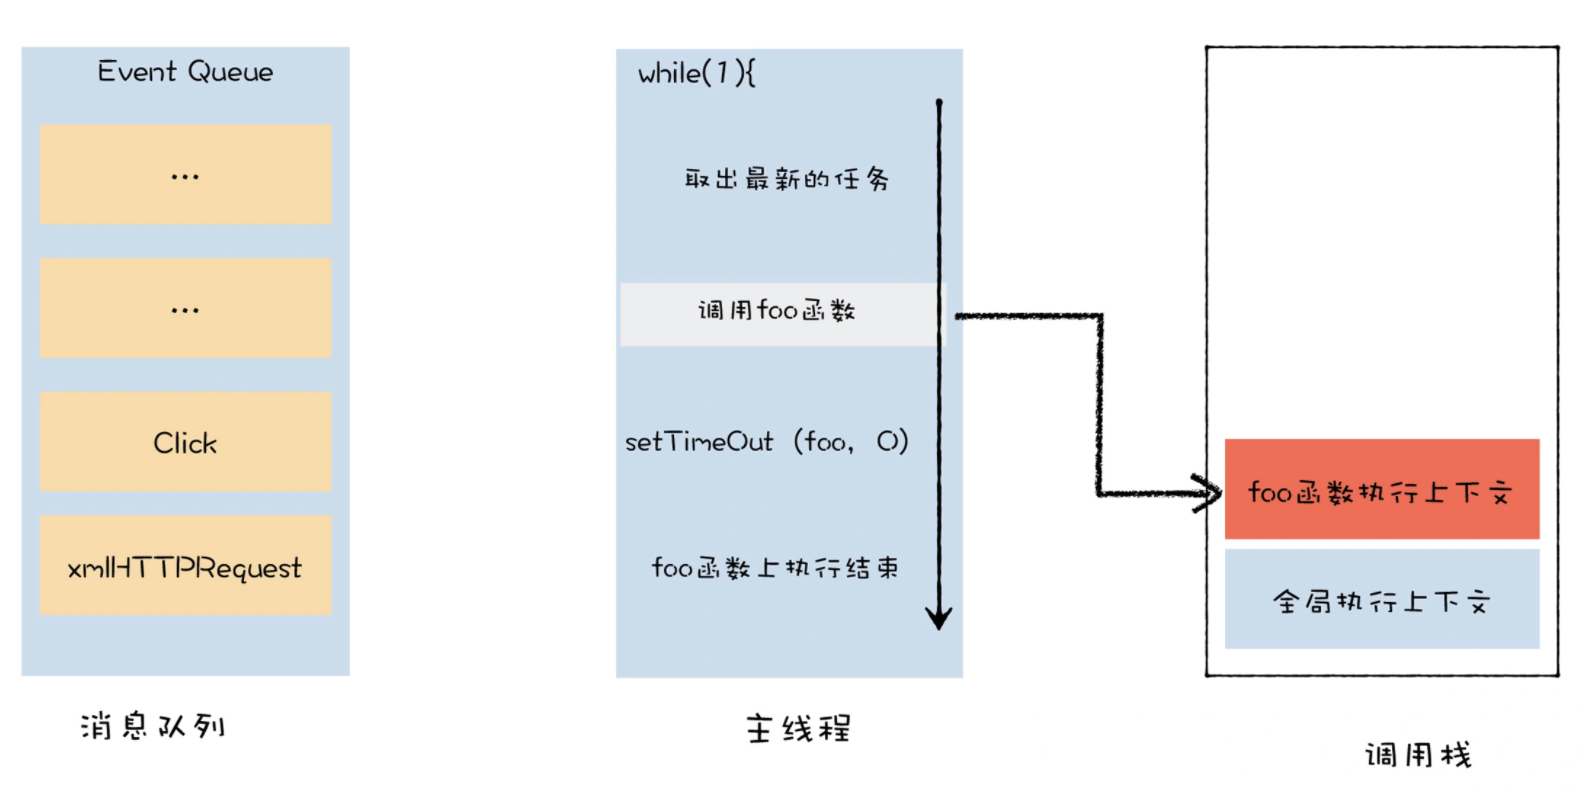 Event Queue
...
...
Click
xmlHTTPRequest
消息队列
while(1){
取出最新的任务
调用foo函数
setTimeOut (foo, 0)
foo函数上执行结束
主线程
foo函数执行上下文
全局执行上下文
调用栈